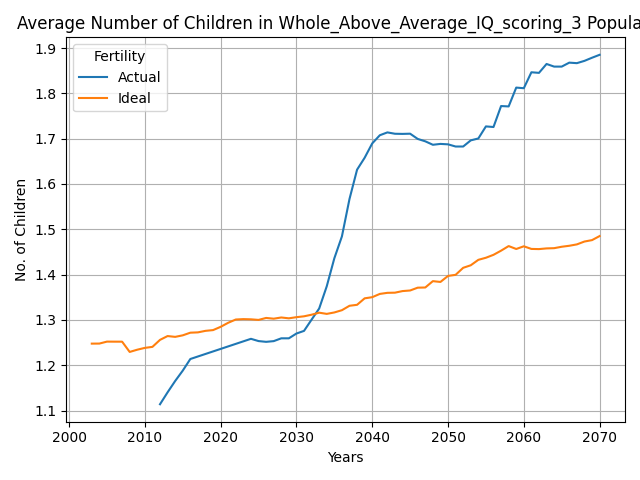 Average Number of Children in Whole_Above_Average_IQ_scoring_3 Popula
Fertility
Actual
Ideal
1.9
1.8
1.7
1.6
1.5
1.4
1.3
1.2
1.1
No. of Children
2000 2010 2020 2030 2040 2050 2060 2070
Years